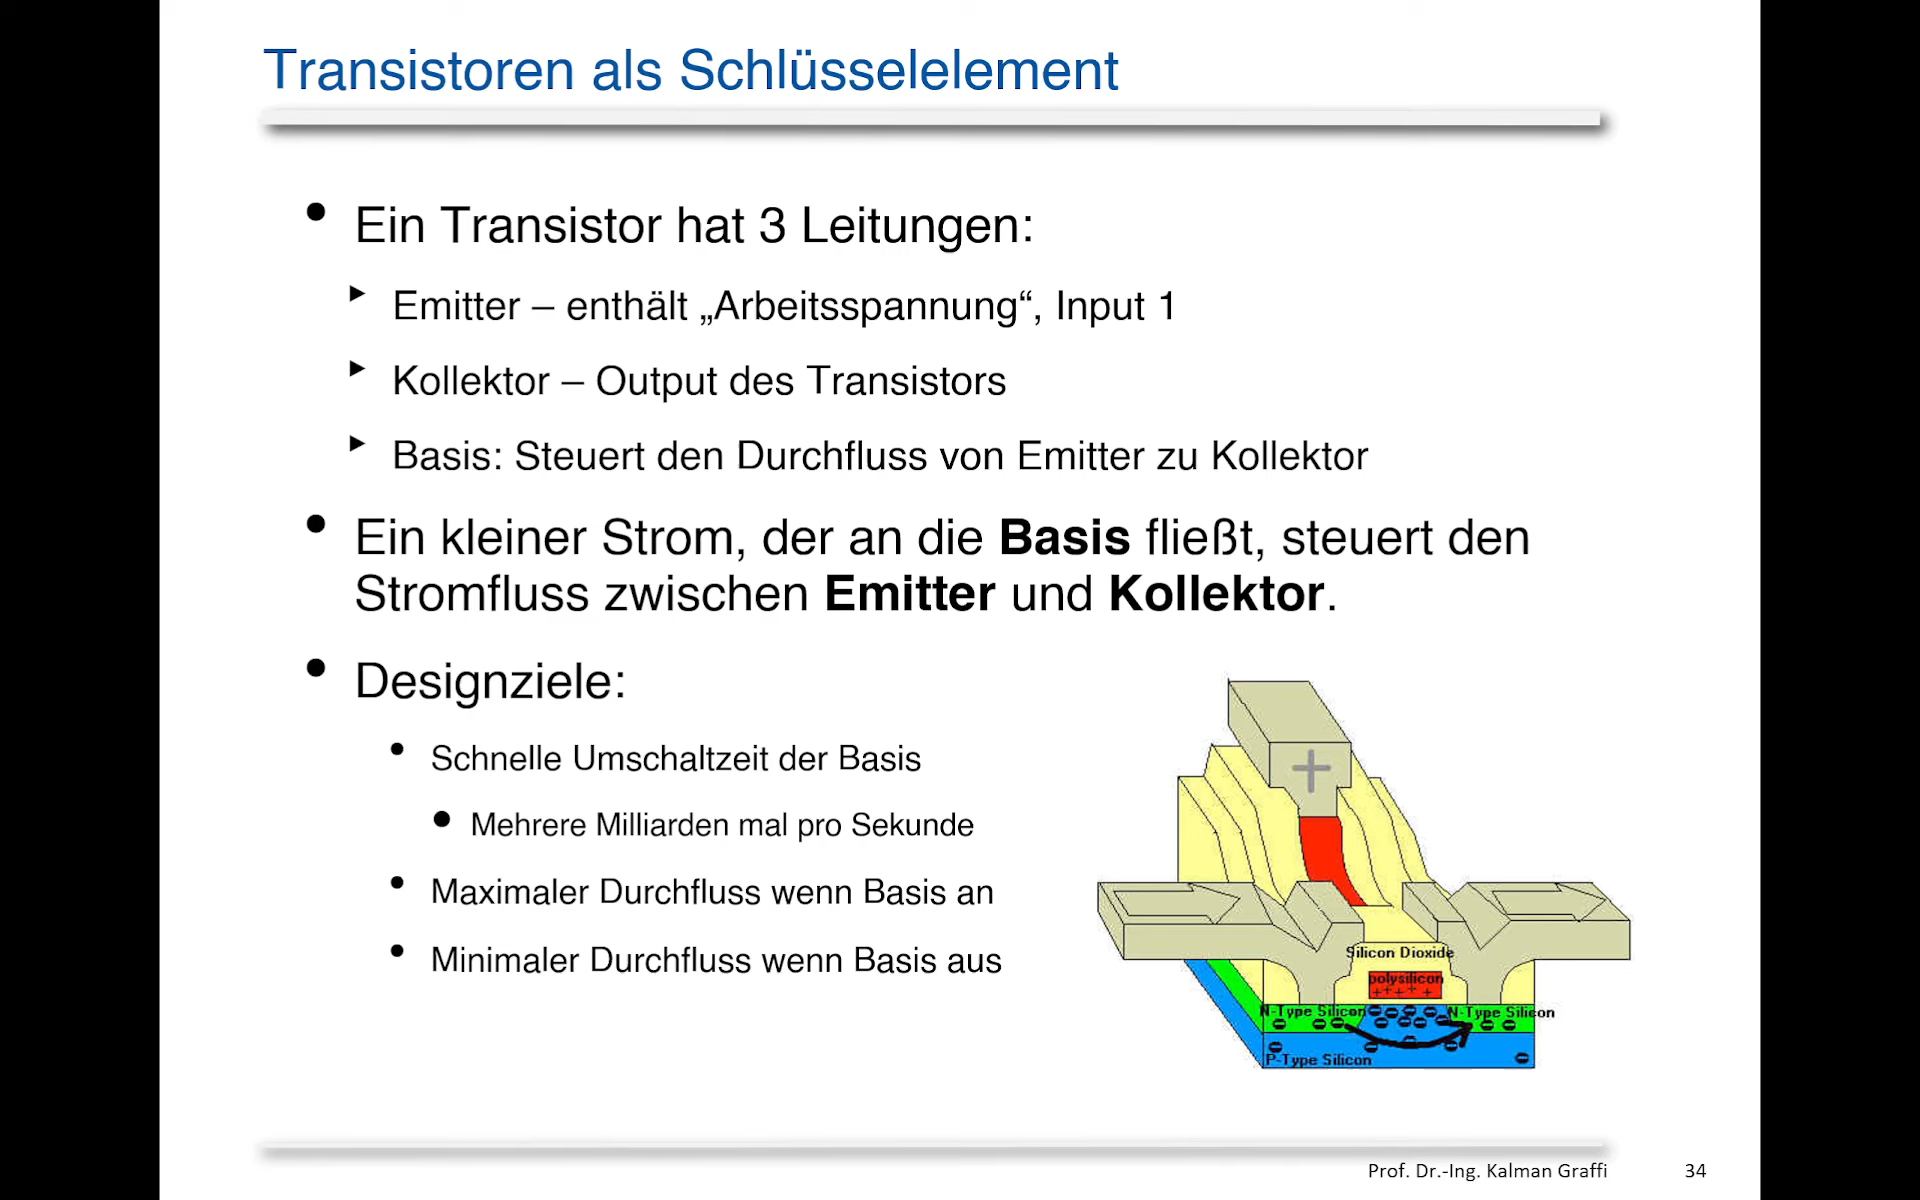 Transistoren als Schlüsselelement
• Ein Transistor hat 3 Leitungen:
‣ Emitter – enthält „Arbeitsspannung“, Input 1
‣ Kollektor – Output des Transistors
‣ Basis: Steuert den Durchfluss von Emitter zu Kollektor
• Ein kleiner Strom, der an die Basis fließt, steuert den
Stromfluss zwischen Emitter und Kollektor.
• Designziele:
• Schnelle Umschaltzeit der Basis
• Mehrere Milliarden mal pro Sekunde
• Maximaler Durchfluss wenn Basis an
• Minimaler Durchfluss wenn Basis aus
+
Silicon Dioxide
polysilicon
+++++
N-Type Silicon
N-Type Silicon
P-Type Silicon
Prof. Dr.-Ing. Kalman Graffi
34